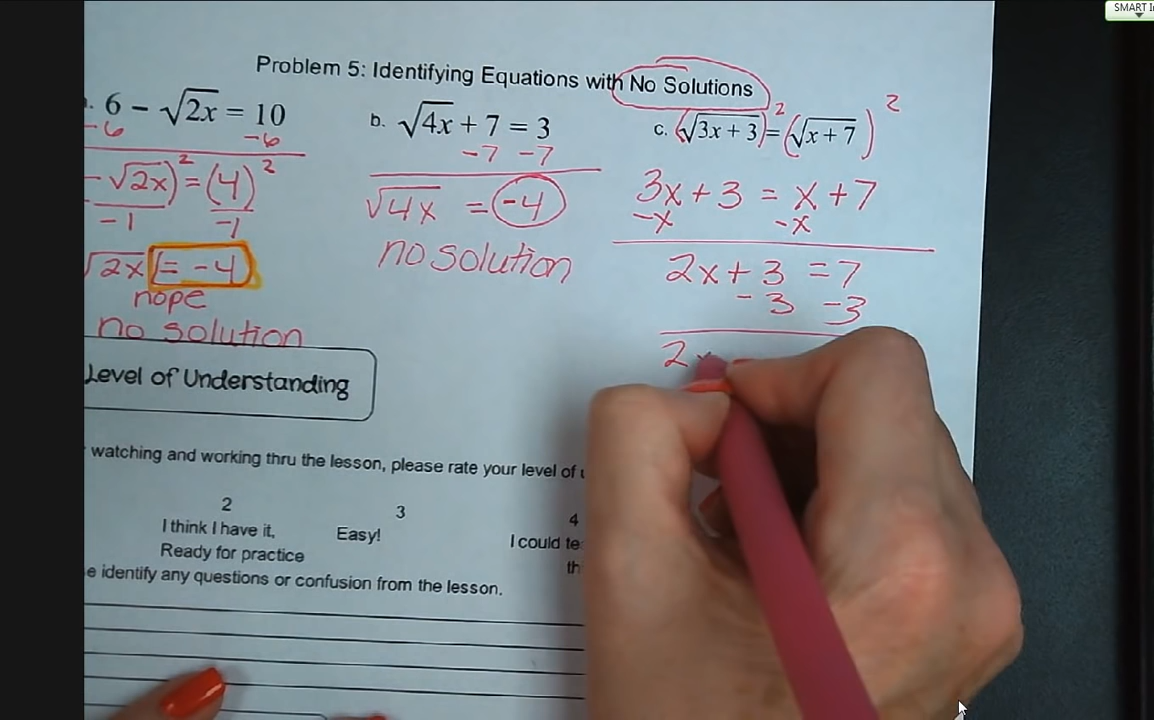 SMART
Problem 5: Identifying Equations with No Solutions
. 6 − √2x = 10
-6 -6
-√2x)² = (4)²
-1 -1
√2x = -4
nope
no solution
b. √4x + 7 = 3
-7 -7
√4x = -4
no solution
c. (√3x + 3)² = (√x + 7)²
3x + 3 = x + 7
-x -x
2x + 3 = 7
-3 -3
2x
Level of Understanding
watching and working thru the lesson, please rate your level of
2
I think I have it,
Ready for practice
3
Easy!
4
I could te
th
e identify any questions or confusion from the lesson.